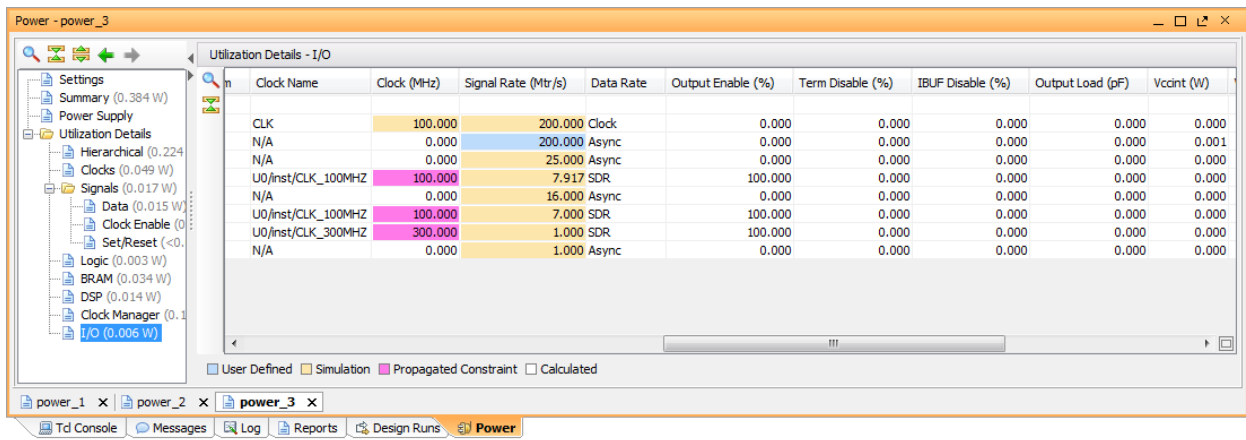 Power - power_3
Utilization Details - I/O
Settings
Summary (0.384 W)
Power Supply
Utilization Details
Hierarchical (0.224
Clocks (0.049 W)
Signals (0.017 W)
Data (0.015 W)
Clock Enable (0
Set/Reset (<0.
Logic (0.003 W)
BRAM (0.034 W)
DSP (0.014 W)
Clock Manager (0.1
I/O (0.006 W)
Clock Name Clock (MHz) Signal Rate (Mtr/s) Data Rate Output Enable (%) Term Disable (%) IBUF Disable (%) Output Load (pF) Vccint (W)
CLK 100.000 200.000 Clock 0.000 0.000 0.000 0.000 0.000
N/A 0.000 200.000 Async 0.000 0.000 0.000 0.000 0.001
N/A 0.000 25.000 Async 0.000 0.000 0.000 0.000 0.000
U0/inst/CLK_100MHZ 100.000 7.917 SDR 100.000 0.000 0.000 0.000 0.000
N/A 0.000 16.000 Async 0.000 0.000 0.000 0.000 0.000
U0/inst/CLK_100MHZ 100.000 7.000 SDR 100.000 0.000 0.000 0.000 0.000
U0/inst/CLK_300MHZ 300.000 1.000 SDR 100.000 0.000 0.000 0.000 0.000
N/A 0.000 1.000 Async 0.000 0.000 0.000 0.000 0.000
User Defined Simulation Propagated Constraint Calculated
power_1 power_2 power_3
Tcl Console Messages Log Reports Design Runs Power